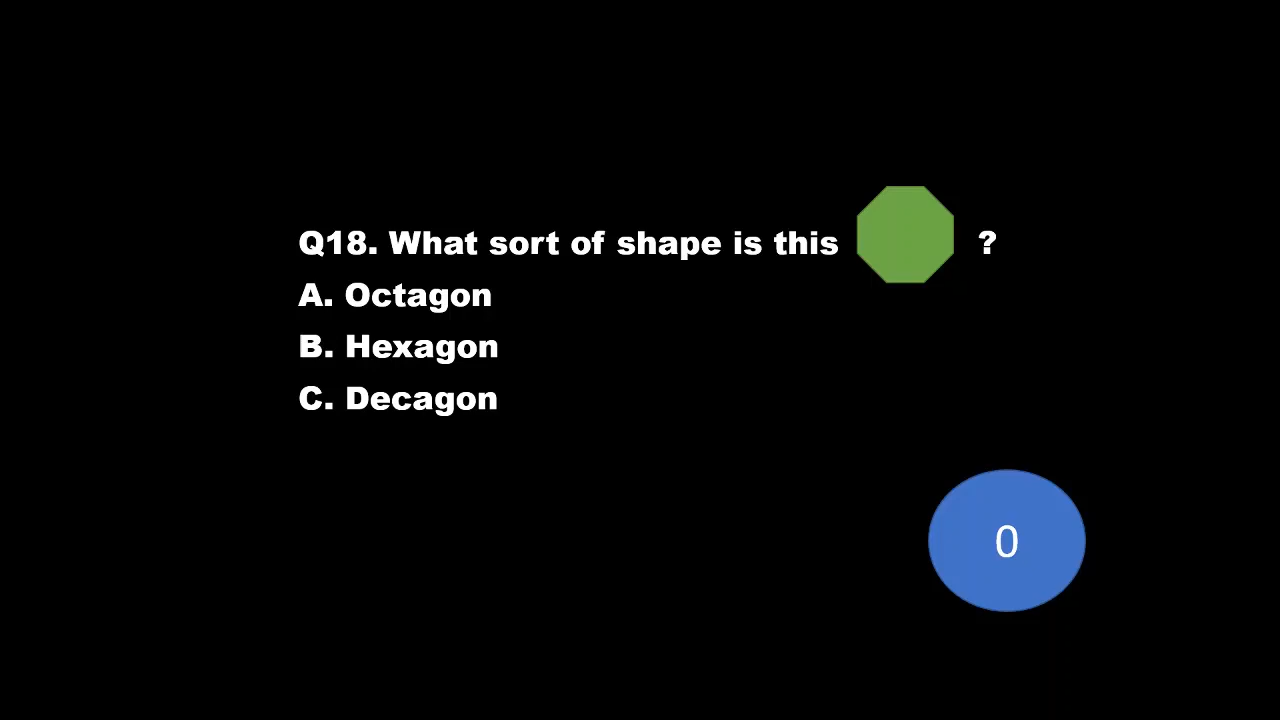 Q18. What sort of shape is this ?
A. Octagon
B. Hexagon
C. Decagon
0